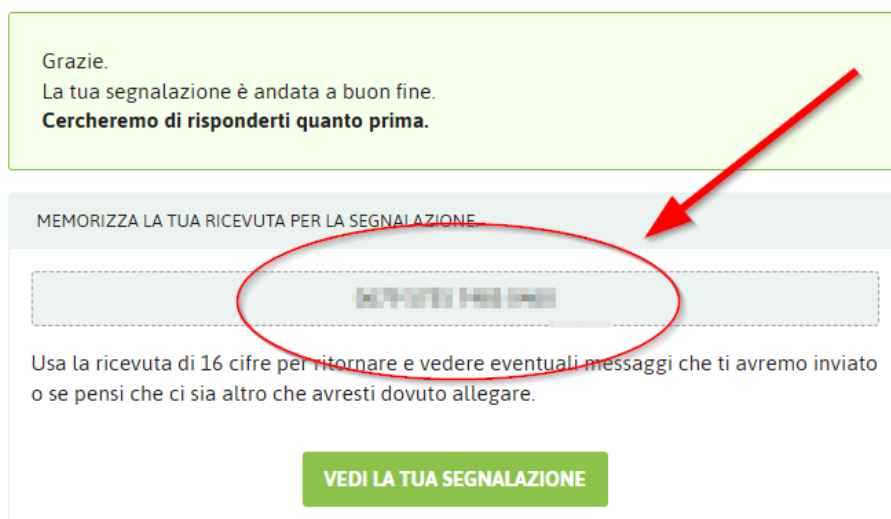 Grazie.
La tua segnalazione è andata a buon fine.
Cercheremo di risponderti quanto prima.
MEMORIZZA LA TUA RICEVUTA PER LA SEGNALAZIONE.
Usa la ricevuta di 16 cifre per ritornare e vedere eventuali messaggi che ti avremo inviato
o se pensi che ci sia altro che avresti dovuto allegare.
VEDI LA TUA SEGNALAZIONE